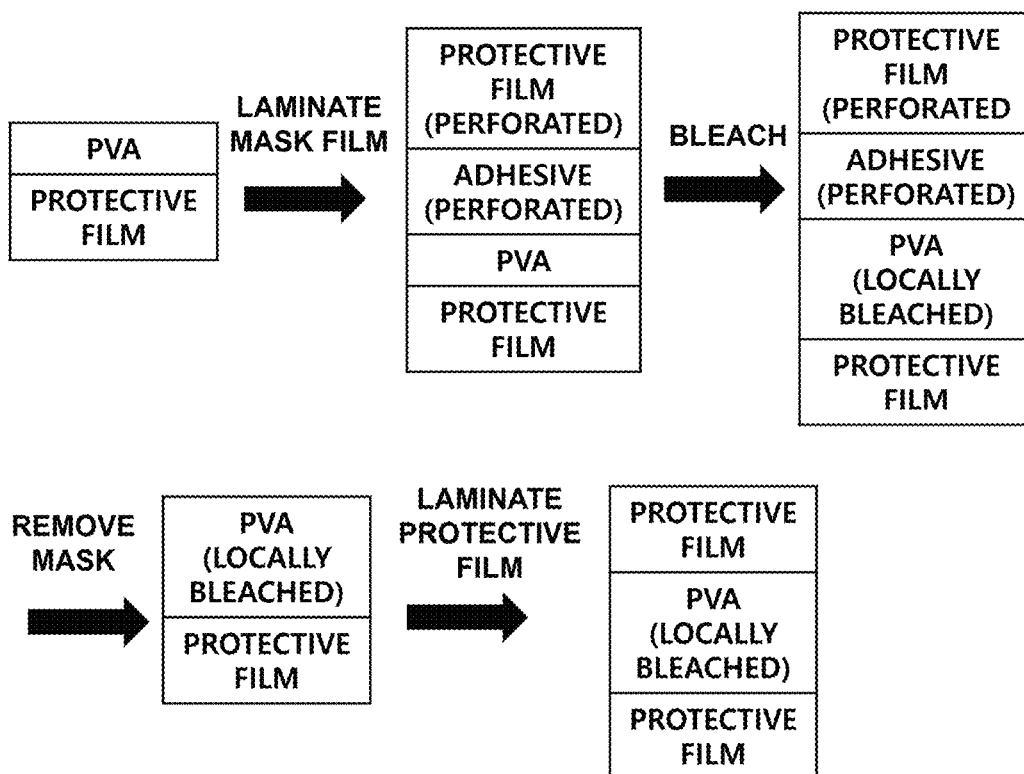 PVA
PROTECTIVE
FILM
LAMINATE
MASK FILM
PROTECTIVE
FILM
(PERFORATED)
ADHESIVE
(PERFORATED)
PVA
PROTECTIVE
FILM
BLEACH
PROTECTIVE
FILM
(PERFORATED
ADHESIVE
(PERFORATED)
PVA
(LOCALLY
BLEACHED)
PROTECTIVE
FILM
REMOVE
MASK
PVA
(LOCALLY
BLEACHED)
PROTECTIVE
FILM
LAMINATE
PROTECTIVE
FILM
PROTECTIVE
FILM
PVA
(LOCALLY
BLEACHED)
PROTECTIVE
FILM